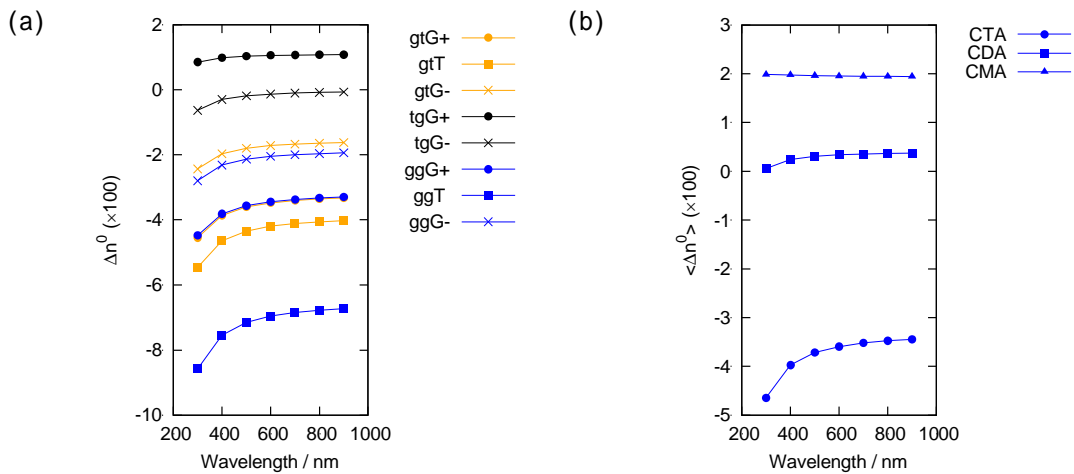 (a)
2
0
-2
-4
-6
-8
-10
200 400 600 800 1000
Δn⁰ (×100)
Wavelength / nm
gtG+
gtT
gtG-
tgG+
tgG-
ggG+
ggT
ggG-
(b)
3
2
1
0
-1
-2
-3
-4
-5
200 400 600 800 1000
<Δn⁰> (×100)
Wavelength / nm
CTA
CDA
CMA